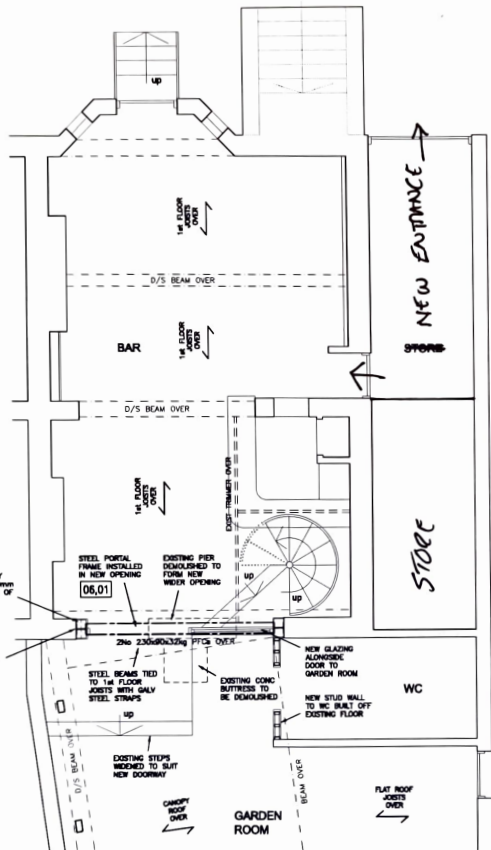 up
1st FLOOR
JOISTS
OVER
NEW ENTRANCE
D/S BEAM OVER
BAR
1st FLOOR
JOISTS
OVER
STORE
D/S BEAM OVER
1st FLOOR
JOISTS
OVER
EXIST TRIMMER OVER
STORE
STEEL PORTAL
FRAME INSTALLED
IN NEW OPENING
06,01
EXISTING PIER
DEMOLISHED TO
FORM NEW
WIDER OPENING
up
up
mm
OF
2No 230x90x32kg PFCs OVER
STEEL BEAMS TIED
TO 1st FLOOR
JOISTS WITH GALV
STEEL STRAPS
EXISTING CONC
BUTTRESS TO
BE DEMOLISHED
NEW GLAZING
ALONGSIDE
DOOR TO
GARDEN ROOM
WC
NEW STUD WALL
TO WC BUILT OFF
EXISTING FLOOR
up
EXISTING STEPS
WIDENED TO SUIT
NEW DOORWAY
D/S BEAM OVER
BEAM OVER
CANOPY
ROOF
OVER
GARDEN
ROOM
FLAT ROOF
JOISTS
OVER